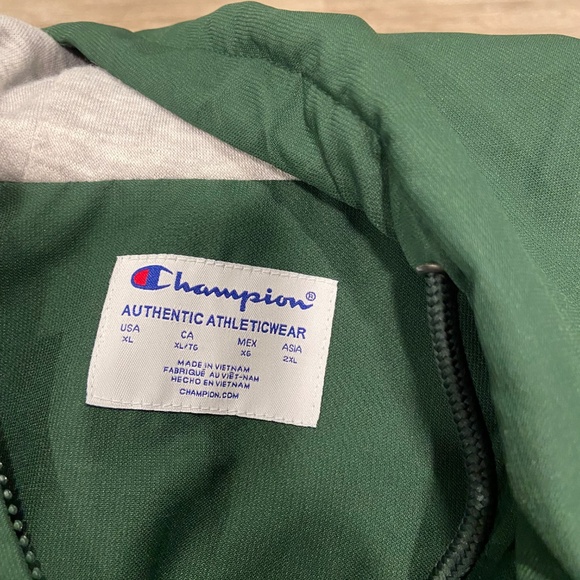 Champion®
AUTHENTIC ATHLETICWEAR
USA CA MEX ASIA
XL XL/TG XG 2XL
MADE IN VIETNAM
FABRIQUÉ AU VIÊT-NAM
HECHO EN VIETNAM
CHAMPION.COM